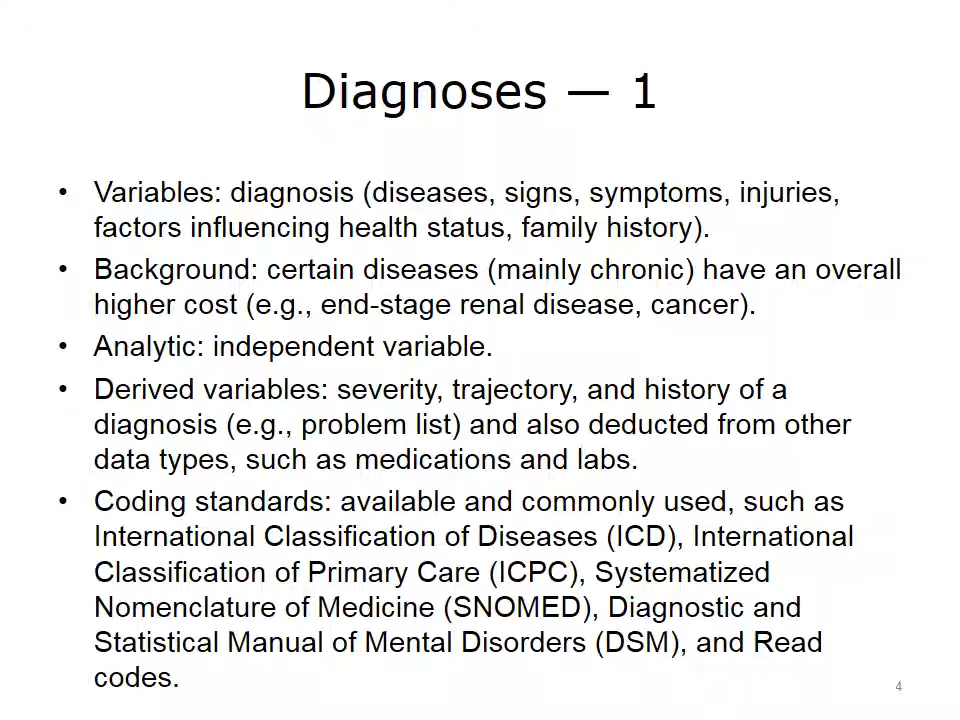 Diagnoses — 1
• Variables: diagnosis (diseases, signs, symptoms, injuries,
factors influencing health status, family history).
• Background: certain diseases (mainly chronic) have an overall
higher cost (e.g., end-stage renal disease, cancer).
• Analytic: independent variable.
• Derived variables: severity, trajectory, and history of a
diagnosis (e.g., problem list) and also deducted from other
data types, such as medications and labs.
• Coding standards: available and commonly used, such as
International Classification of Diseases (ICD), International
Classification of Primary Care (ICPC), Systematized
Nomenclature of Medicine (SNOMED), Diagnostic and
Statistical Manual of Mental Disorders (DSM), and Read
codes.
4